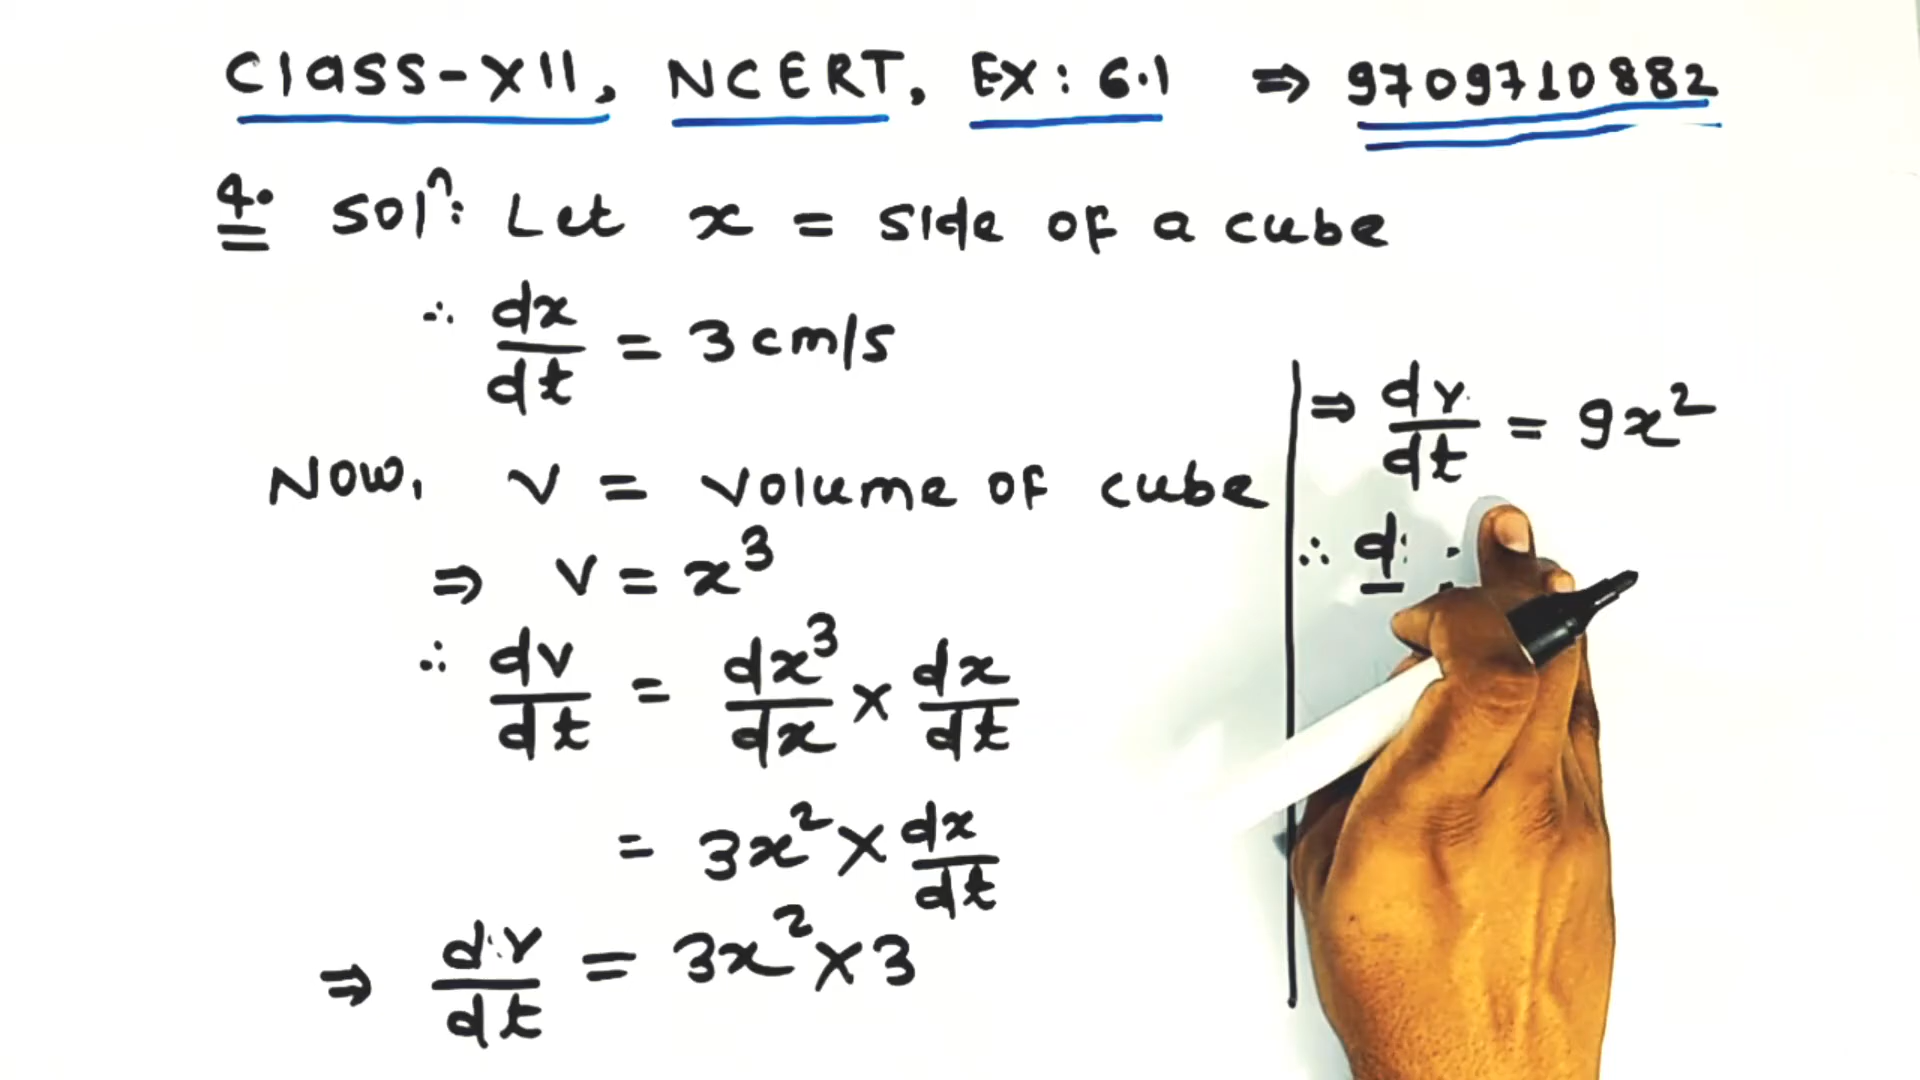 Class-XII, NCERT, EX: 6.1 ⇒ 9709710882
4. Solⁿ: Let x = side of a cube
∴ dx/dt = 3 cm/s
Now, v = volume of cube
⇒ v = x³
∴ dv/dt = dx³/dx × dx/dt
= 3x² × dx/dt
⇒ dv/dt = 3x² × 3
⇒ dv/dt = 9x²
∴ d